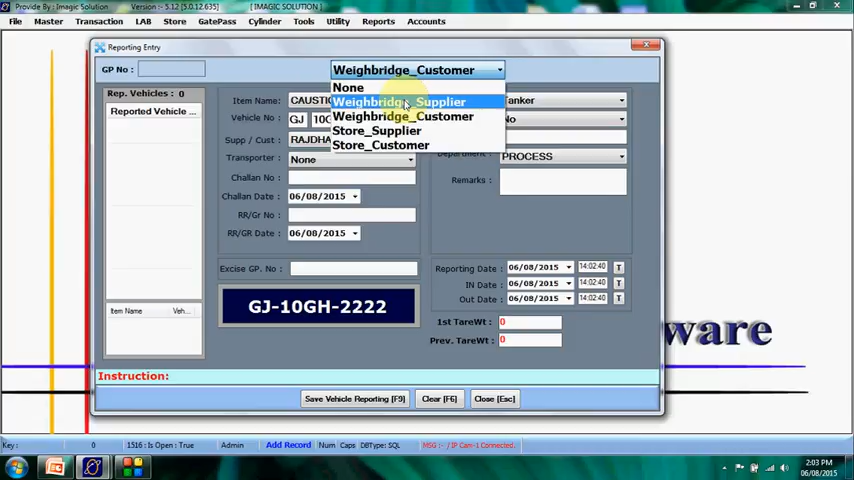 Provide By : Imagic Solution Version :- 5.12 [5.0.12.635] [ IMAGIC SOLUTION ]
File Master Transaction LAB Store GatePass Cylinder Tools Utility Reports Accounts
Reporting Entry
GP No :
Weighbridge_Customer
None
Weighbridge_Supplier
Weighbridge_Customer
Store_Supplier
Store_Customer
Rep. Vehicles : 0
Reported Vehicle ...
Item Name: CAUSTIC
Tanker
Vehicle No : GJ
No
Supp / Cust : RAJDHA
Transporter : None
PROCESS
Challan No :
Remarks :
Challan Date : 06/08/2015
RR/Gr No :
RR/GR Date : 06/08/2015
Excise GP. No :
Reporting Date : 06/08/2015 14:02:40 T
IN Date : 06/08/2015 14:02:40 T
Out Date : 06/08/2015 14:02:40 T
Item Name Veh...
GJ-10GH-2222
1st TareWt : 0
Prev. TareWt : 0
ware
Instruction:
Save Vehicle Reporting [F9] Clear [F6] Close [Esc]
Key : 0 1516 : Is Open : True Admin Add Record Num Caps DBType: SQL MSG :- / IP Cam-1 Connected.
2:03 PM
06/08/2015